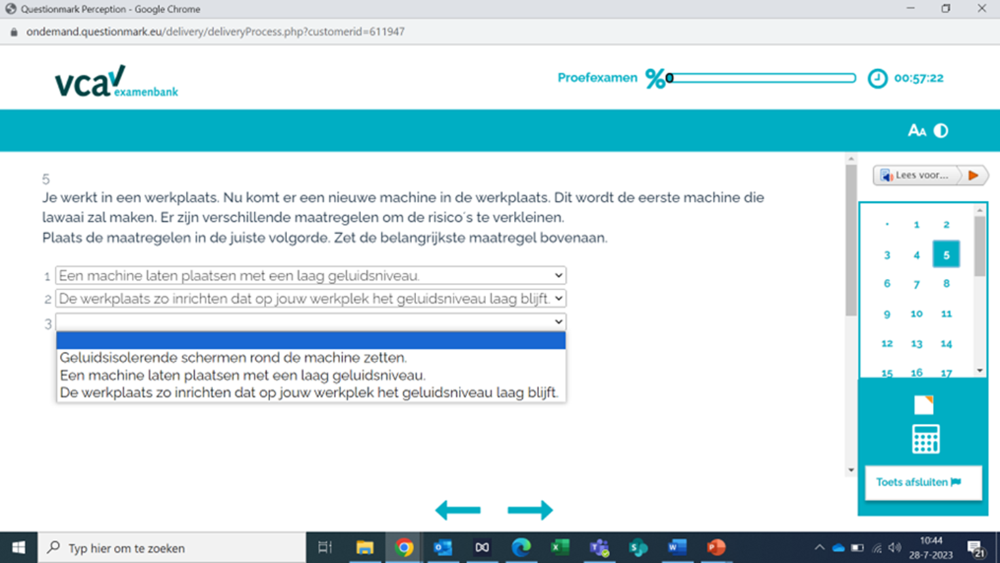 Questionmark Perception - Google Chrome
ondemand.questionmark.eu/delivery/deliveryProcess.php?customerid=611947
vca examenbank
Proefexamen % 0 00:57:22
AA
5
Je werkt in een werkplaats. Nu komt er een nieuwe machine in de werkplaats. Dit wordt de eerste machine die
lawaai zal maken. Er zijn verschillende maatregelen om de risico´s te verkleinen.
Plaats de maatregelen in de juiste volgorde. Zet de belangrijkste maatregel bovenaan.
1 Een machine laten plaatsen met een laag geluidsniveau.
2 De werkplaats zo inrichten dat op jouw werkplek het geluidsniveau laag blijft.
3
Geluidsisolerende schermen rond de machine zetten.
Een machine laten plaatsen met een laag geluidsniveau.
De werkplaats zo inrichten dat op jouw werkplek het geluidsniveau laag blijft.
Lees voor...
1 2
3 4 5
6 7 8
9 10 11
12 13 14
15 16 17
Toets afsluiten
Typ hier om te zoeken
10:44
28-7-2023
21